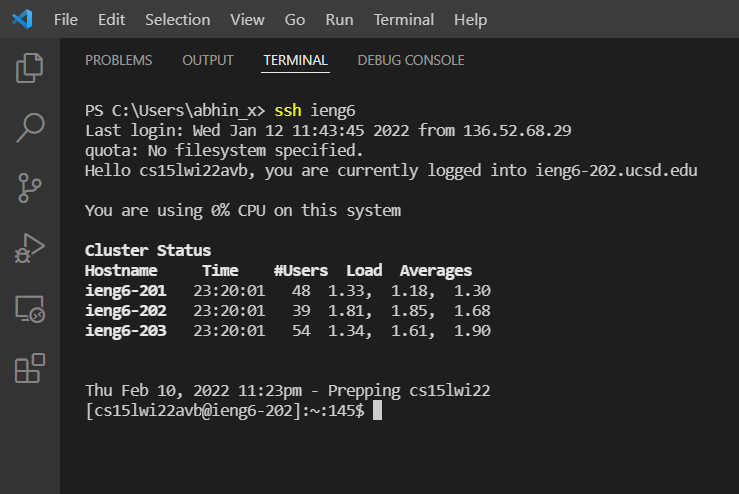 File Edit Selection View Go Run Terminal Help
PROBLEMS OUTPUT TERMINAL DEBUG CONSOLE
PS C:\Users\abhin_x> ssh ieng6
Last login: Wed Jan 12 11:43:45 2022 from 136.52.68.29
quota: No filesystem specified.
Hello cs15lwi22avb, you are currently logged into ieng6-202.ucsd.edu
You are using 0% CPU on this system
Cluster Status
Hostname Time #Users Load Averages
ieng6-201 23:20:01 48 1.33, 1.18, 1.30
ieng6-202 23:20:01 39 1.81, 1.85, 1.68
ieng6-203 23:20:01 54 1.34, 1.61, 1.90
Thu Feb 10, 2022 11:23pm - Prepping cs15lwi22
[cs15lwi22avb@ieng6-202]:~:145$